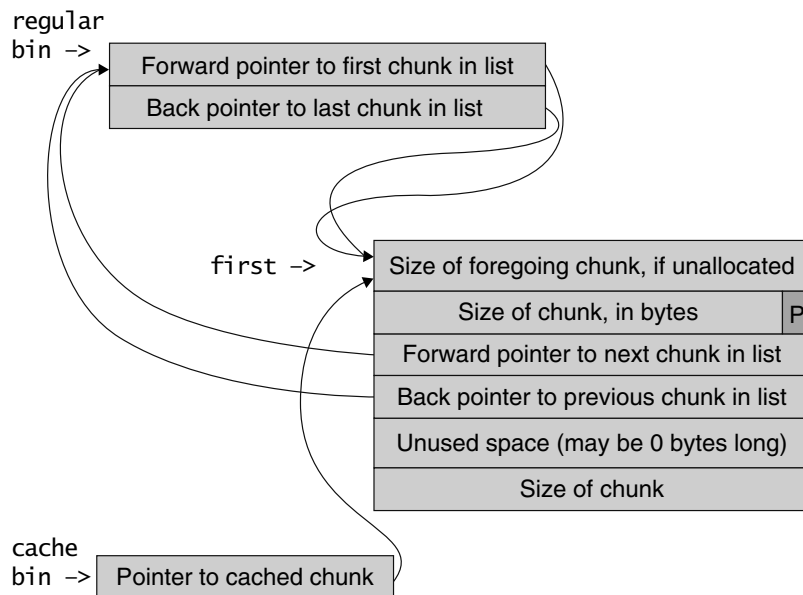 regular
bin –>
Forward pointer to first chunk in list
Back pointer to last chunk in list
first –>
Size of foregoing chunk, if unallocated
Size of chunk, in bytes
P
Forward pointer to next chunk in list
Back pointer to previous chunk in list
Unused space (may be 0 bytes long)
Size of chunk
cache
bin –>
Pointer to cached chunk